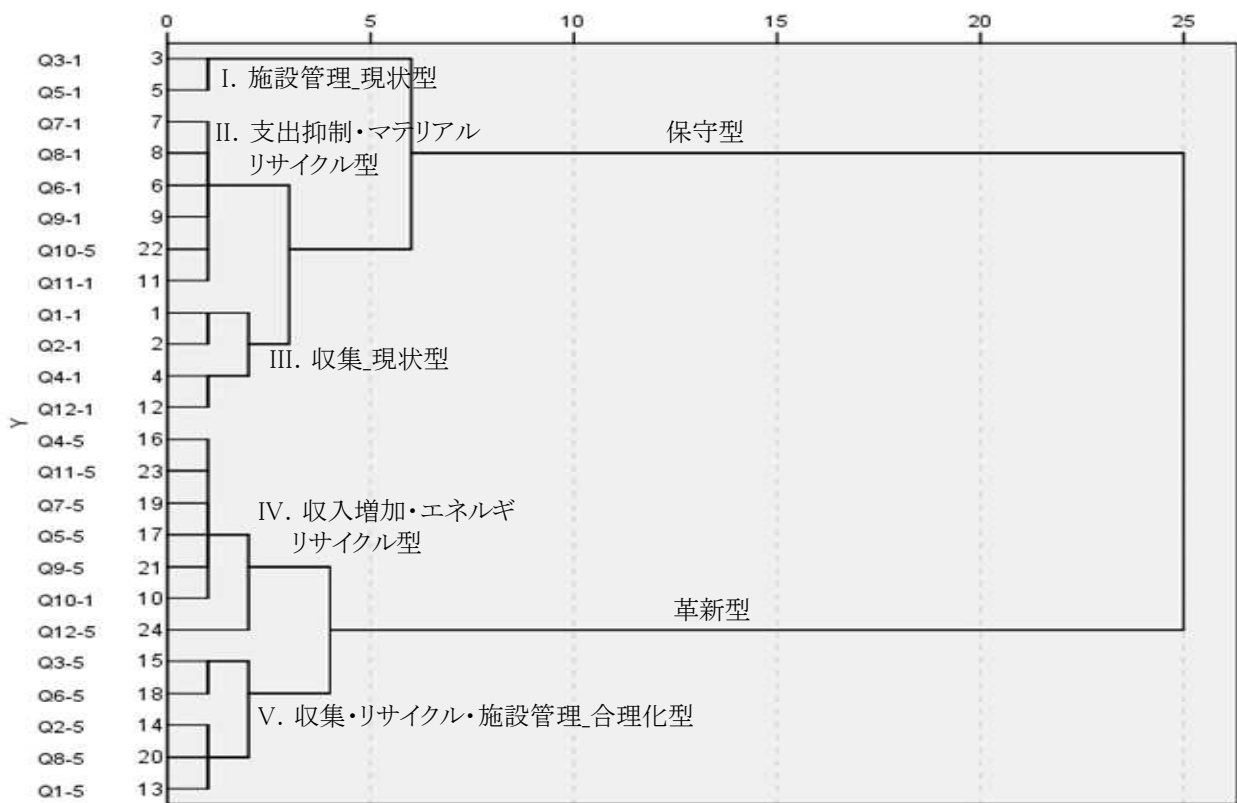 0 5 10 15 20 25
Q3-1 3
I. 施設管理_現状型
Q5-1 5
Q7-1 7
II. 支出抑制・マテリアル
保守型
Q8-1 8
リサイクル型
Q6-1 6
Q9-1 9
Q10-5 22
Q11-1 11
Q1-1 1
Q2-1 2
III. 収集_現状型
Q4-1 4
Q12-1 12
Y
Q4-5 16
Q11-5 23
Q7-5 19
IV. 収入増加・エネルギ
Q5-5 17
リサイクル型
Q9-5 21
Q10-1 10
革新型
Q12-5 24
Q3-5 15
Q6-5 18
V. 収集・リサイクル・施設管理_合理化型
Q2-5 14
Q8-5 20
Q1-5 13